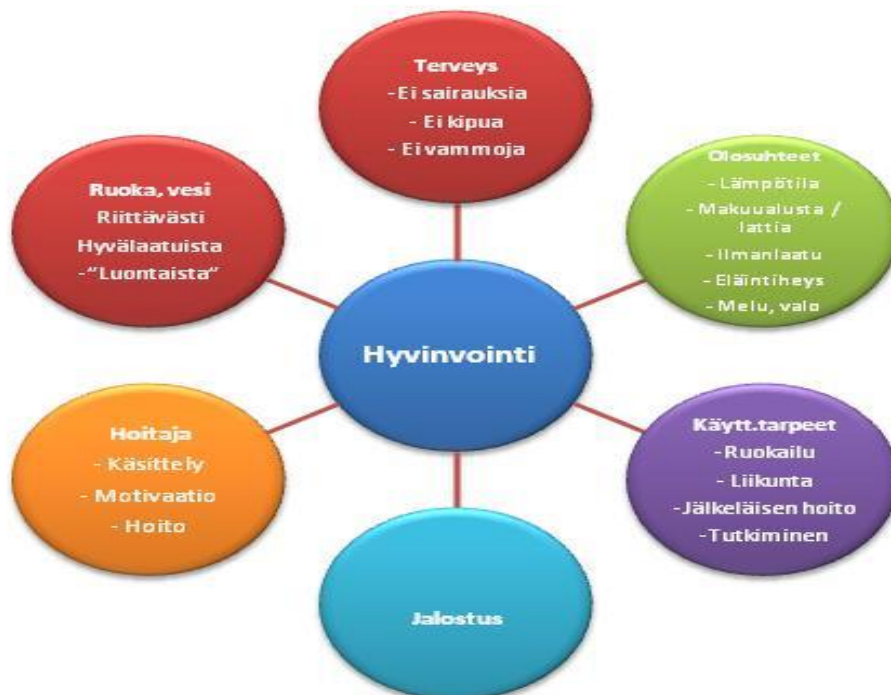 Terveys
- Ei sairauksia
- Ei kipua
- Ei vammoja
Olosuhteet
- Lämpötila
- Makuualusta /
lattia
- Ilmanlaatu
- Eläintiheys
- Melu, valo
Käytt.tarpeet
-Ruokailu
- Liikunta
-Jälkeläisen hoito
-Tutkiminen
Jalostus
Hoitaja
- Käsittely
- Motivaatio
- Hoito
Ruoka, vesi
Riittävästi
Hyvälaatuista
-"Luontaista"
Hyvinvointi